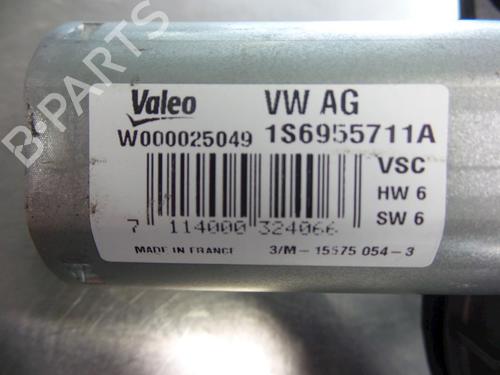 B-PARTS
Valeo VW AG
W000025049 1S6955711A
VSC
HW 6
SW 6
7 114000 324066
MADE IN FRANCE 3/M-15575 054-3